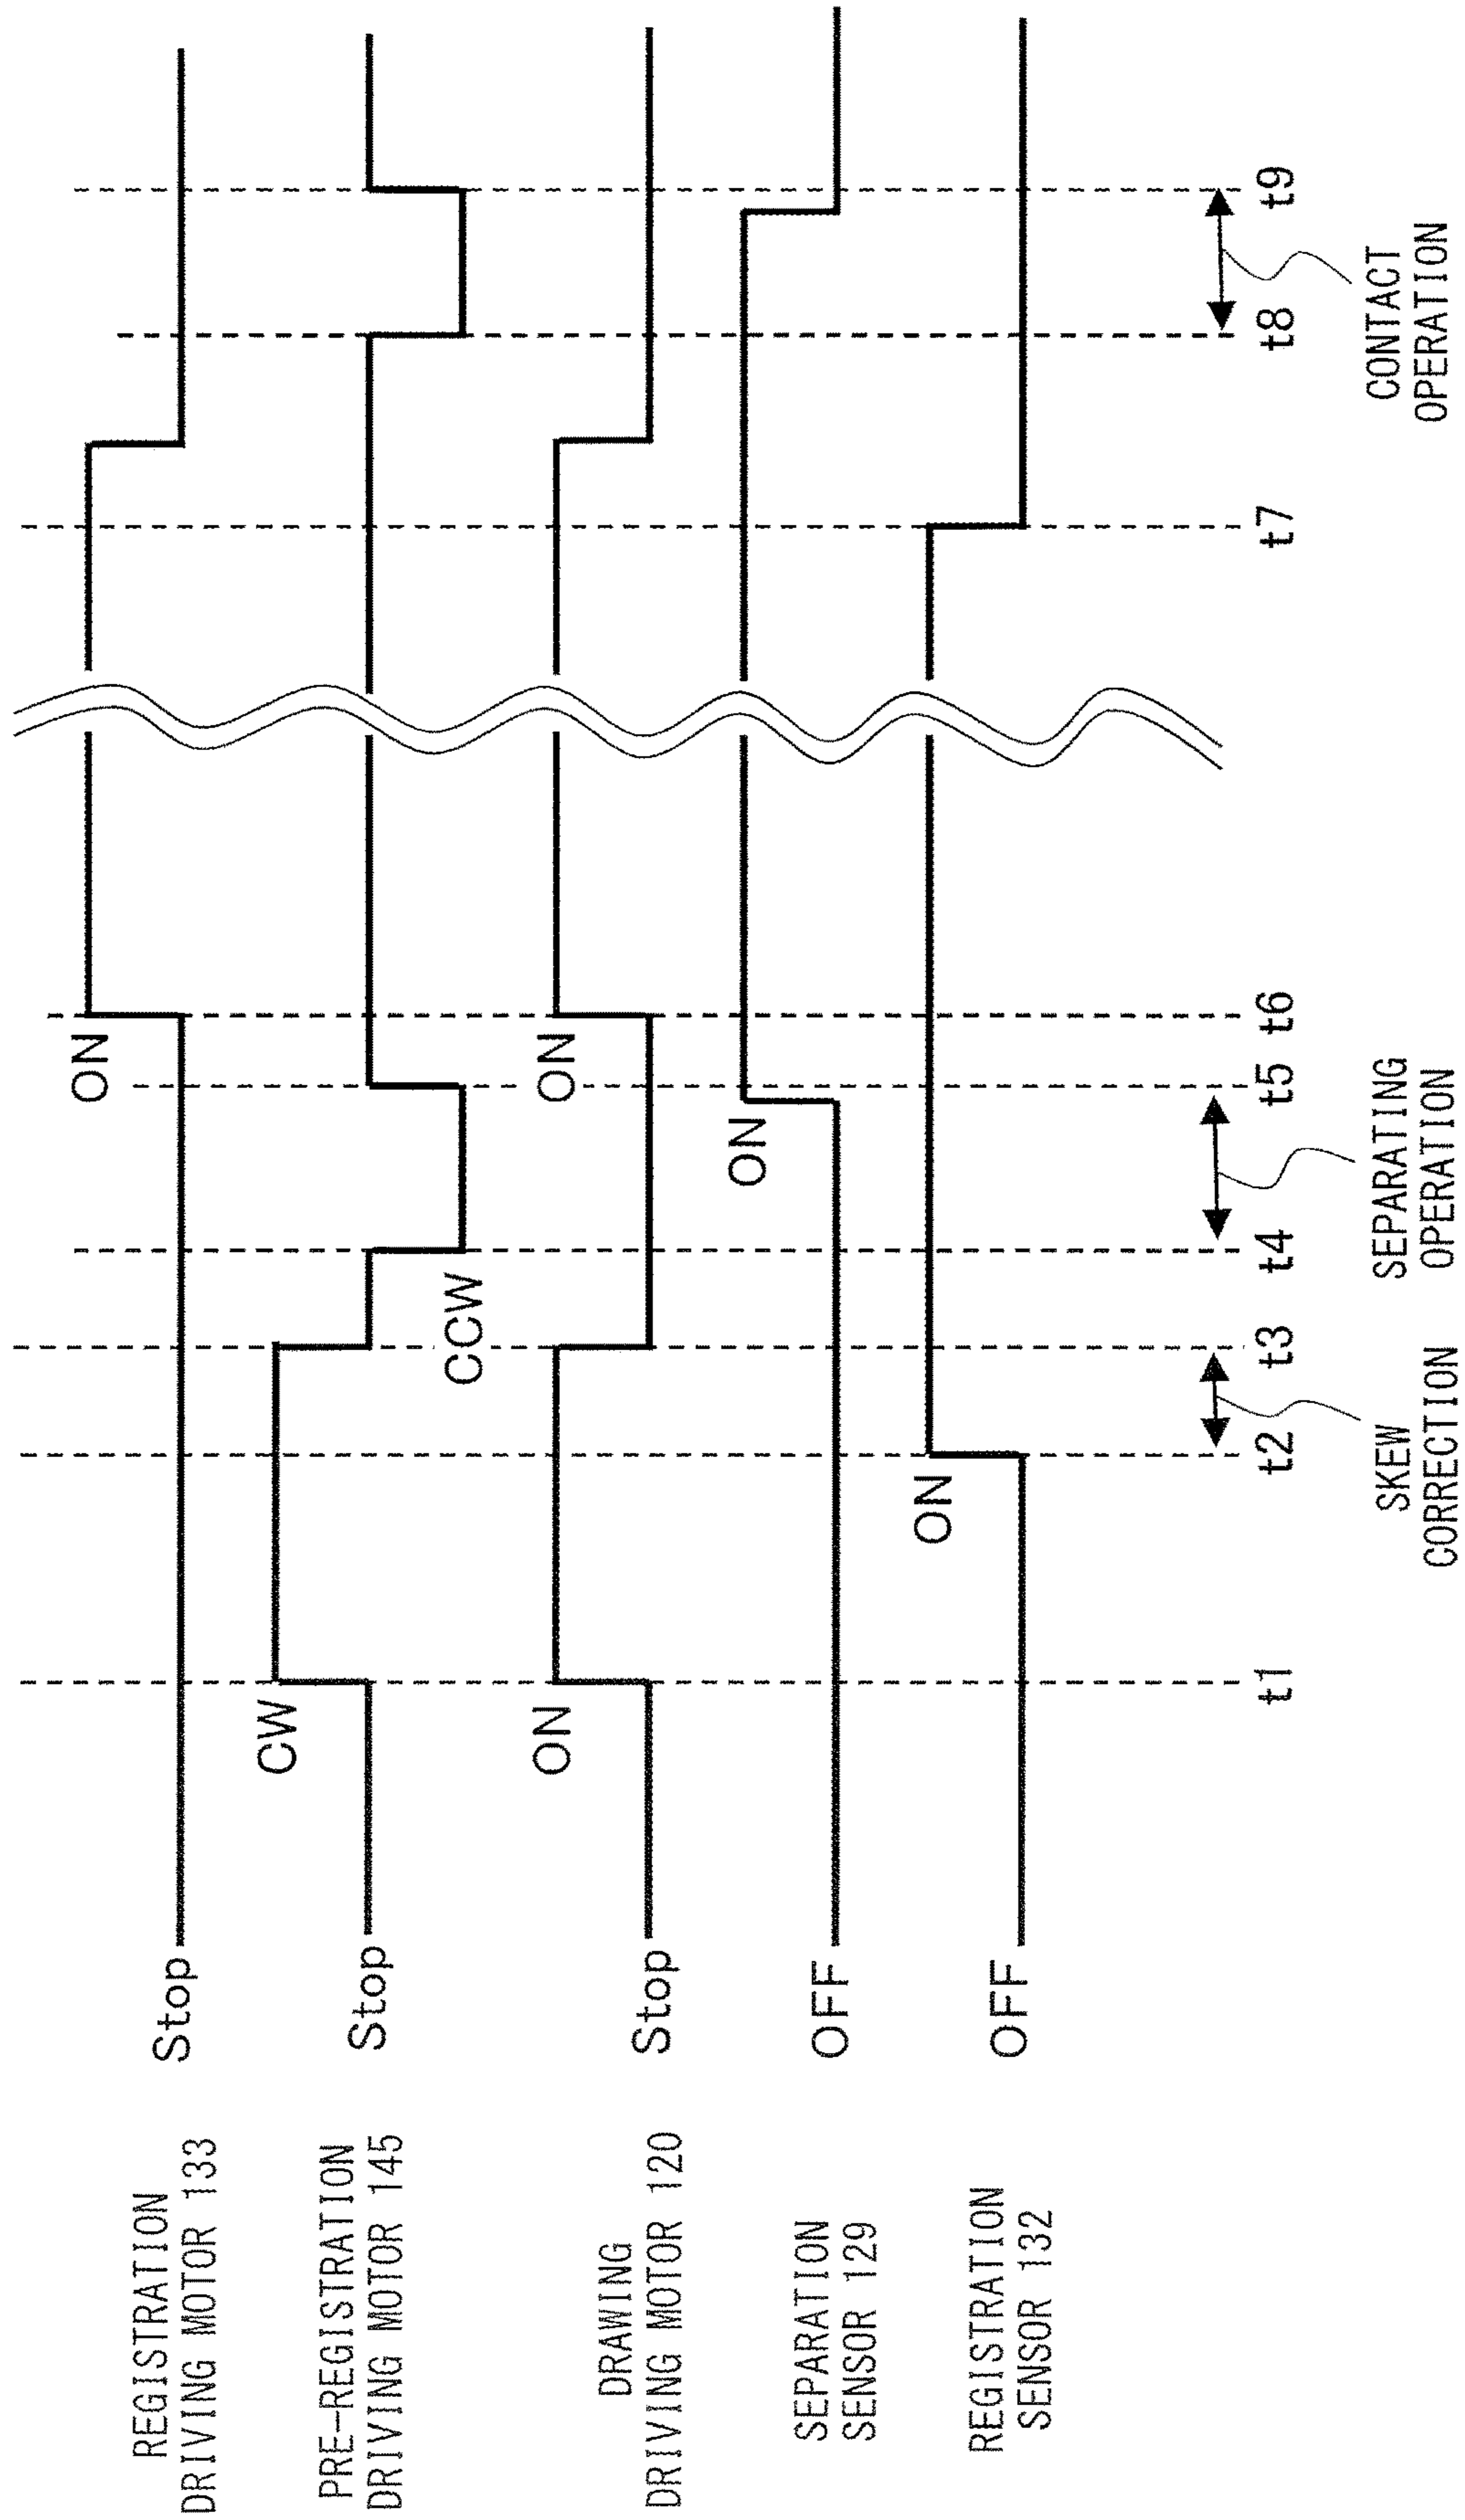 REGISTRATION
DRIVING MOTOR 133
Stop
ON
PRE-REGISTRATION
DRIVING MOTOR 145
Stop
CW
CCW
DRAWING
DRIVING MOTOR 120
Stop
ON
ON
SEPARATION
SENSOR 129
OFF
ON
REGISTRATION
SENSOR 132
OFF
ON
t1
t2
t3
t4
t5
t6
t7
t8
t9
SKEW
CORRECTION
SEPARATING
OPERATION
CONTACT
OPERATION